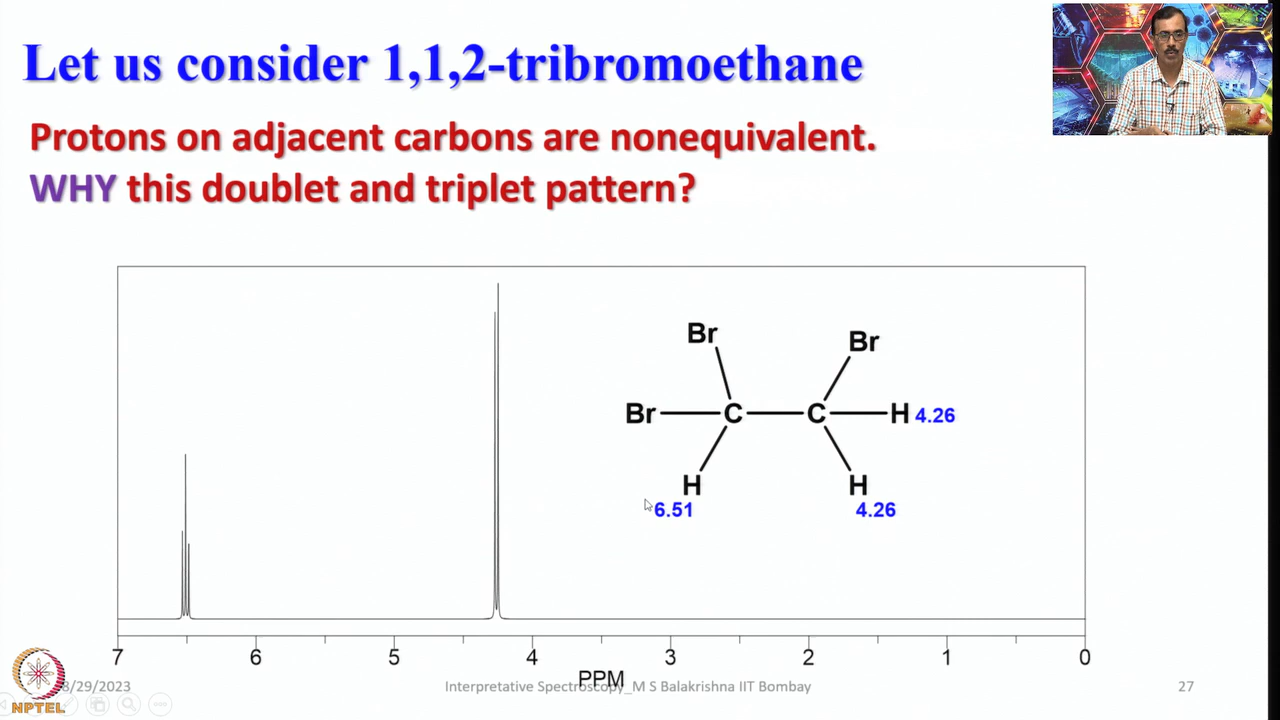 Let us consider 1,1,2-tribromoethane
Protons on adjacent carbons are nonequivalent.
WHY this doublet and triplet pattern?
Br
Br
Br
C
C
H 4.26
H
H
6.51
4.26
7 6 5 4 3 2 1 0
PPM
8/29/2023
Interpretative Spectroscopy_M S Balakrishna IIT Bombay
27
NPTEL